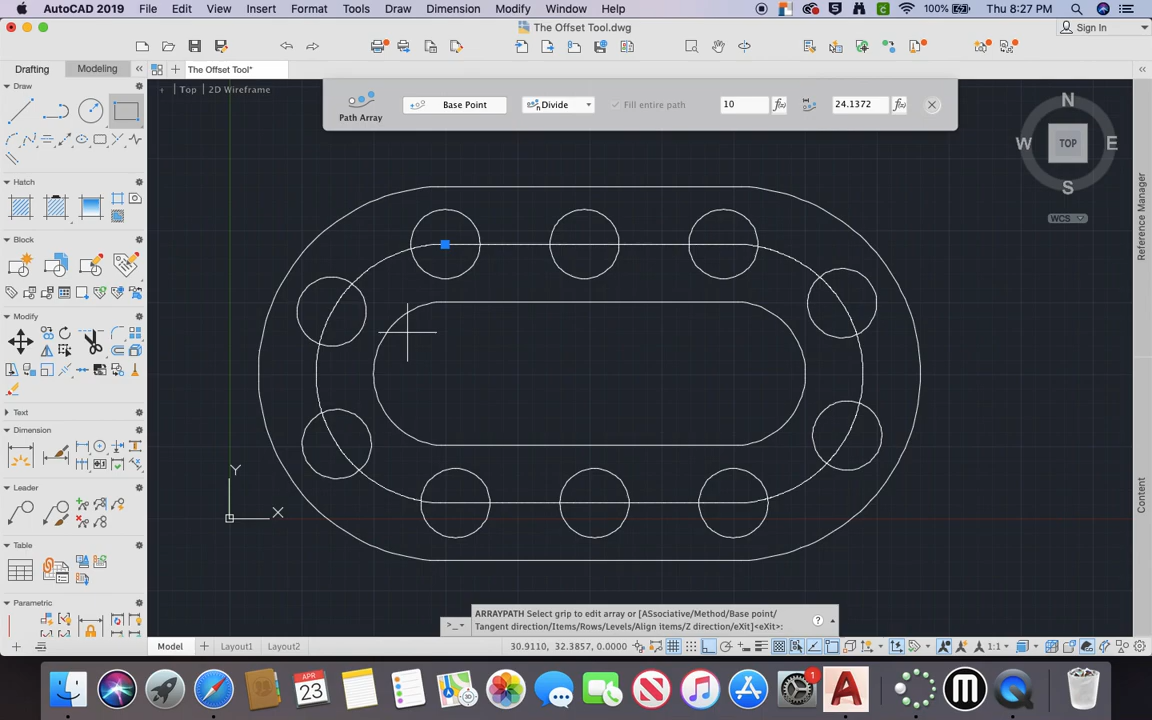 AutoCAD 2019 File Edit View Insert Format Tools Draw Dimension Modify Window Help 100% Thu 8:27 PM
The Offset Tool.dwg
Sign In
Drafting Modeling The Offset Tool*
Draw
+ Top 2D Wireframe
Base Point Divide Fill entire path 10 f(x) 24.1372 f(x)
Path Array
N
W TOP E
S
WCS
Reference Manager
Content
Hatch
Block
Modify
Text
Dimension
Leader
Table
Parametric
Y
X
ARRAYPATH Select grip to edit array or [ASsociative/Method/Base point/
Tangent direction/Items/Rows/Levels/Align items/Z direction/eXit]<eXit>:
>_
?
Model + Layout1 Layout2 30.9110, 32.3857, 0.0000 1:1
APR
23
1